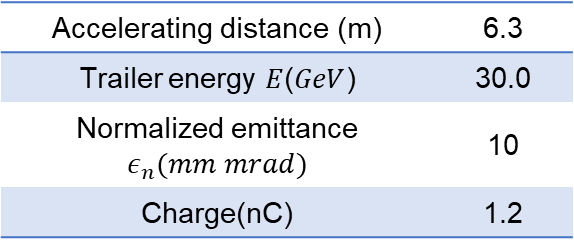 Accelerating distance (m) 6.3
Trailer energy E(GeV) 30.0
Normalized emittance
ϵₙ(mm mrad) 10
Charge(nC) 1.2